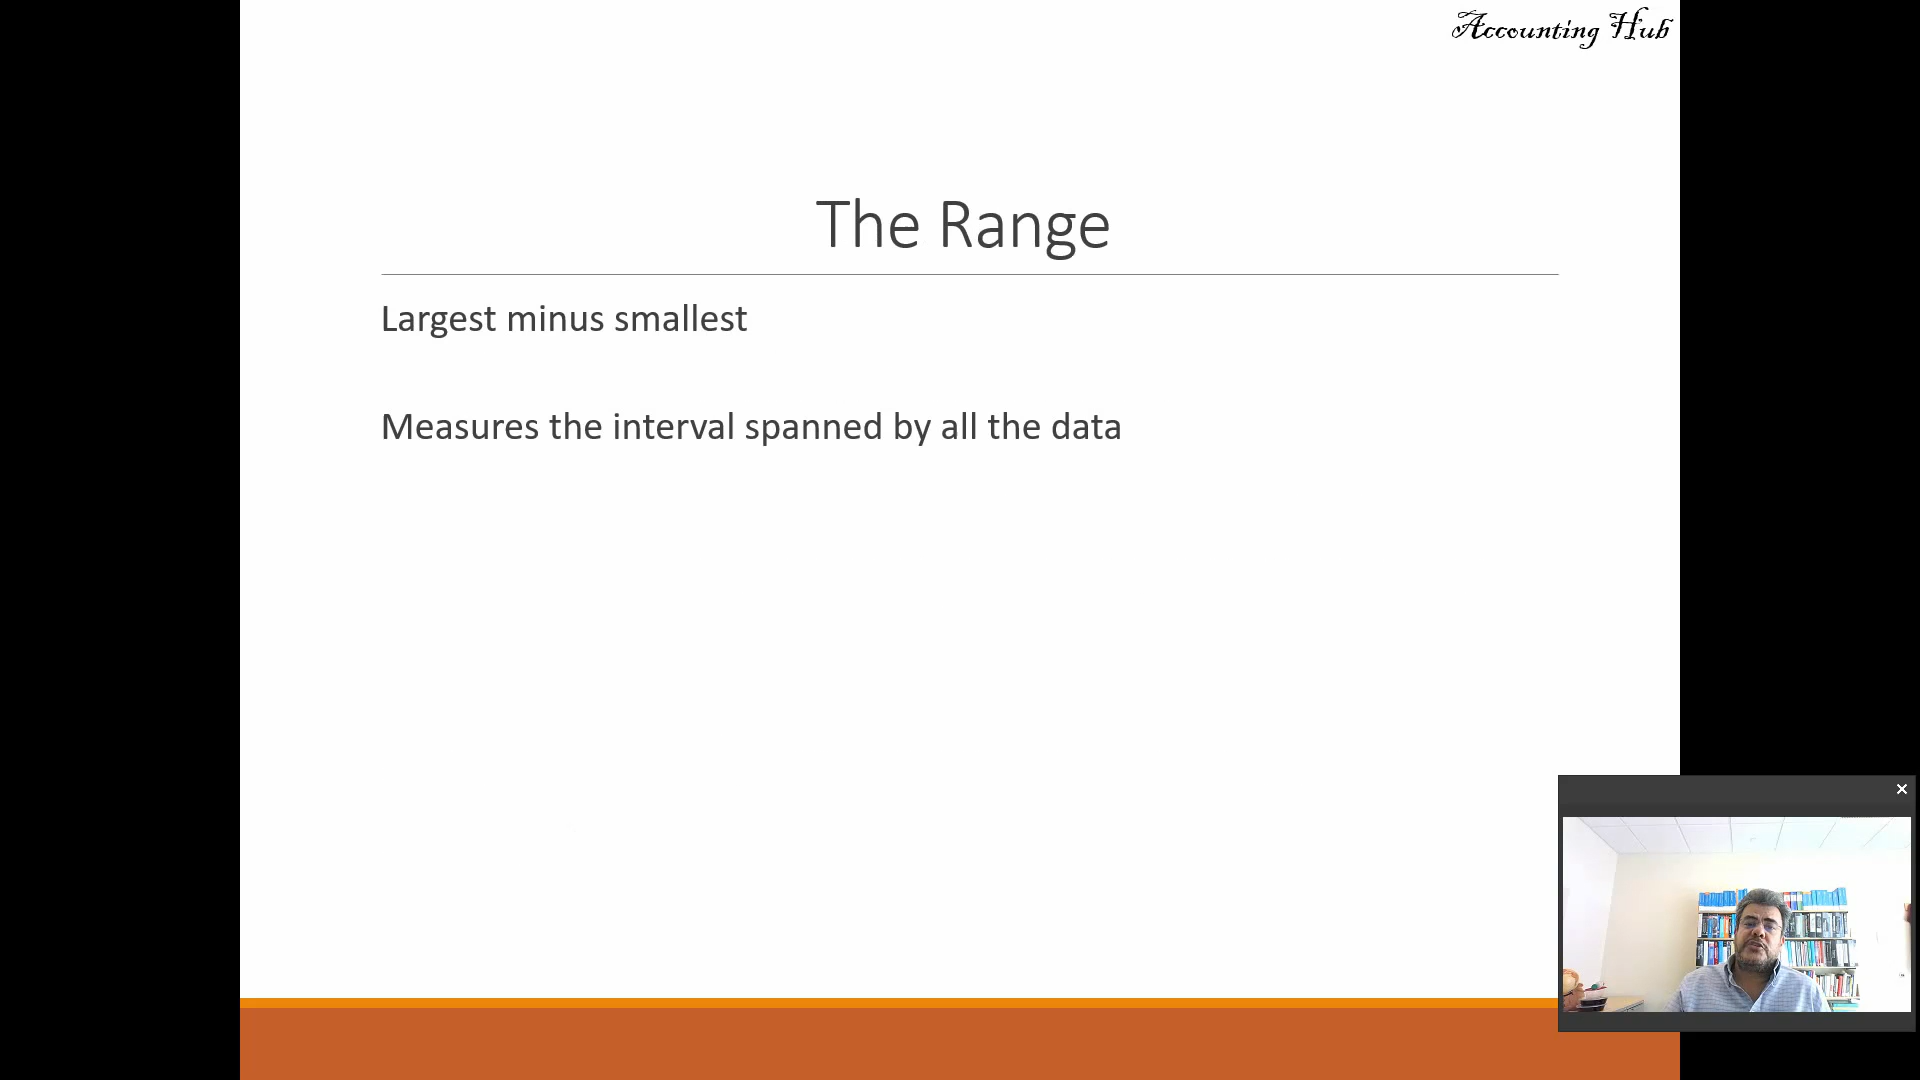 Accounting Hub
The Range
Largest minus smallest
Measures the interval spanned by all the data